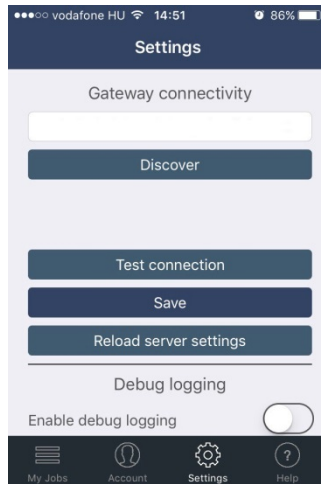 vodafone HU 14:51 86%
Settings
Gateway connectivity
Discover
Test connection
Save
Reload server settings
Debug logging
Enable debug logging
My Jobs Account Settings Help